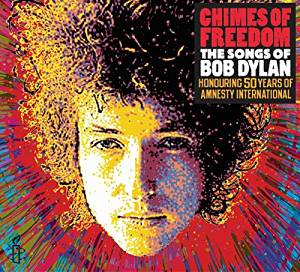 CHIMES OF
FREEDOM
THE SONGS OF
BOB DYLAN
HONOURING 50 YEARS OF
AMNESTY INTERNATIONAL